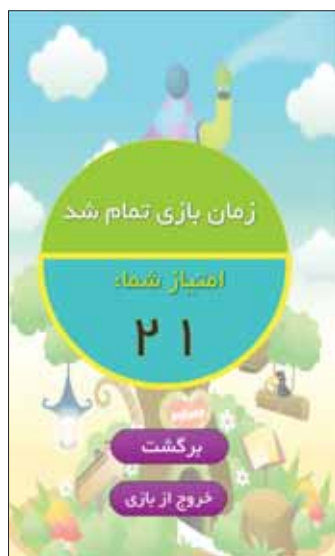 زمان بازی تمام شد
امتیاز شما:
۲۱
برگشت
خروج از بازی